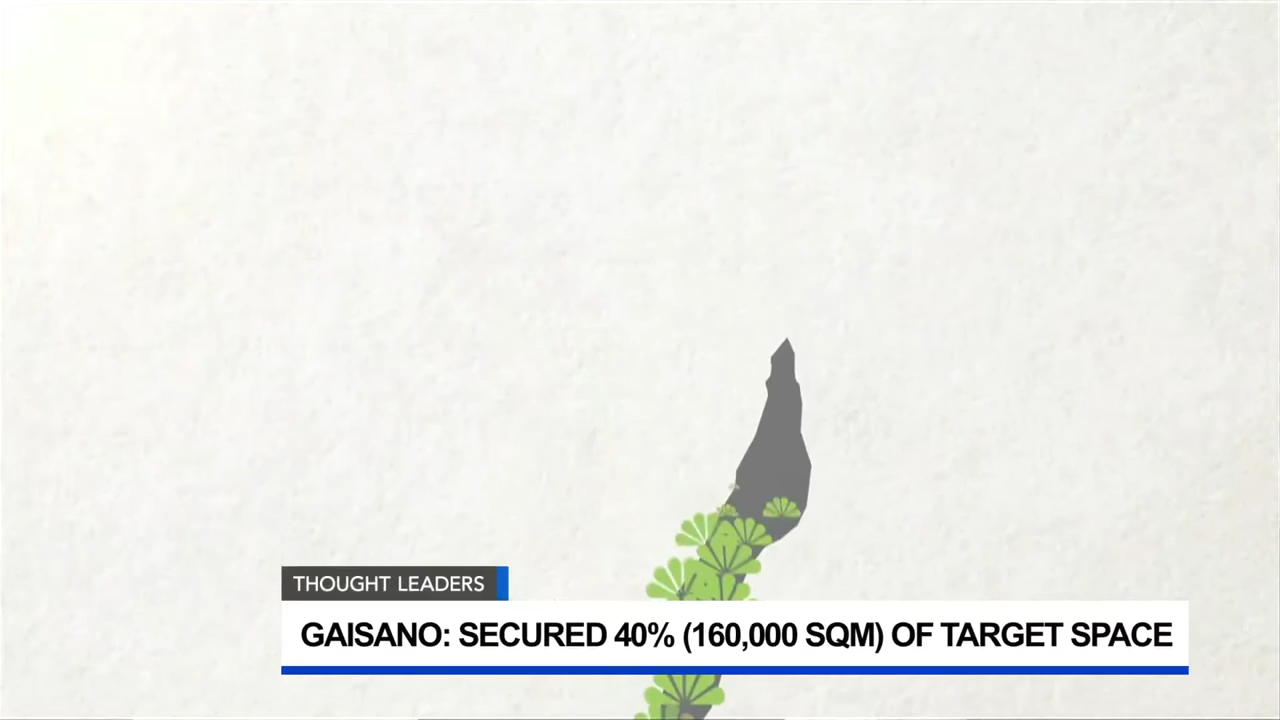 THOUGHT LEADERS
GAISANO: SECURED 40% (160,000 SQM) OF TARGET SPACE